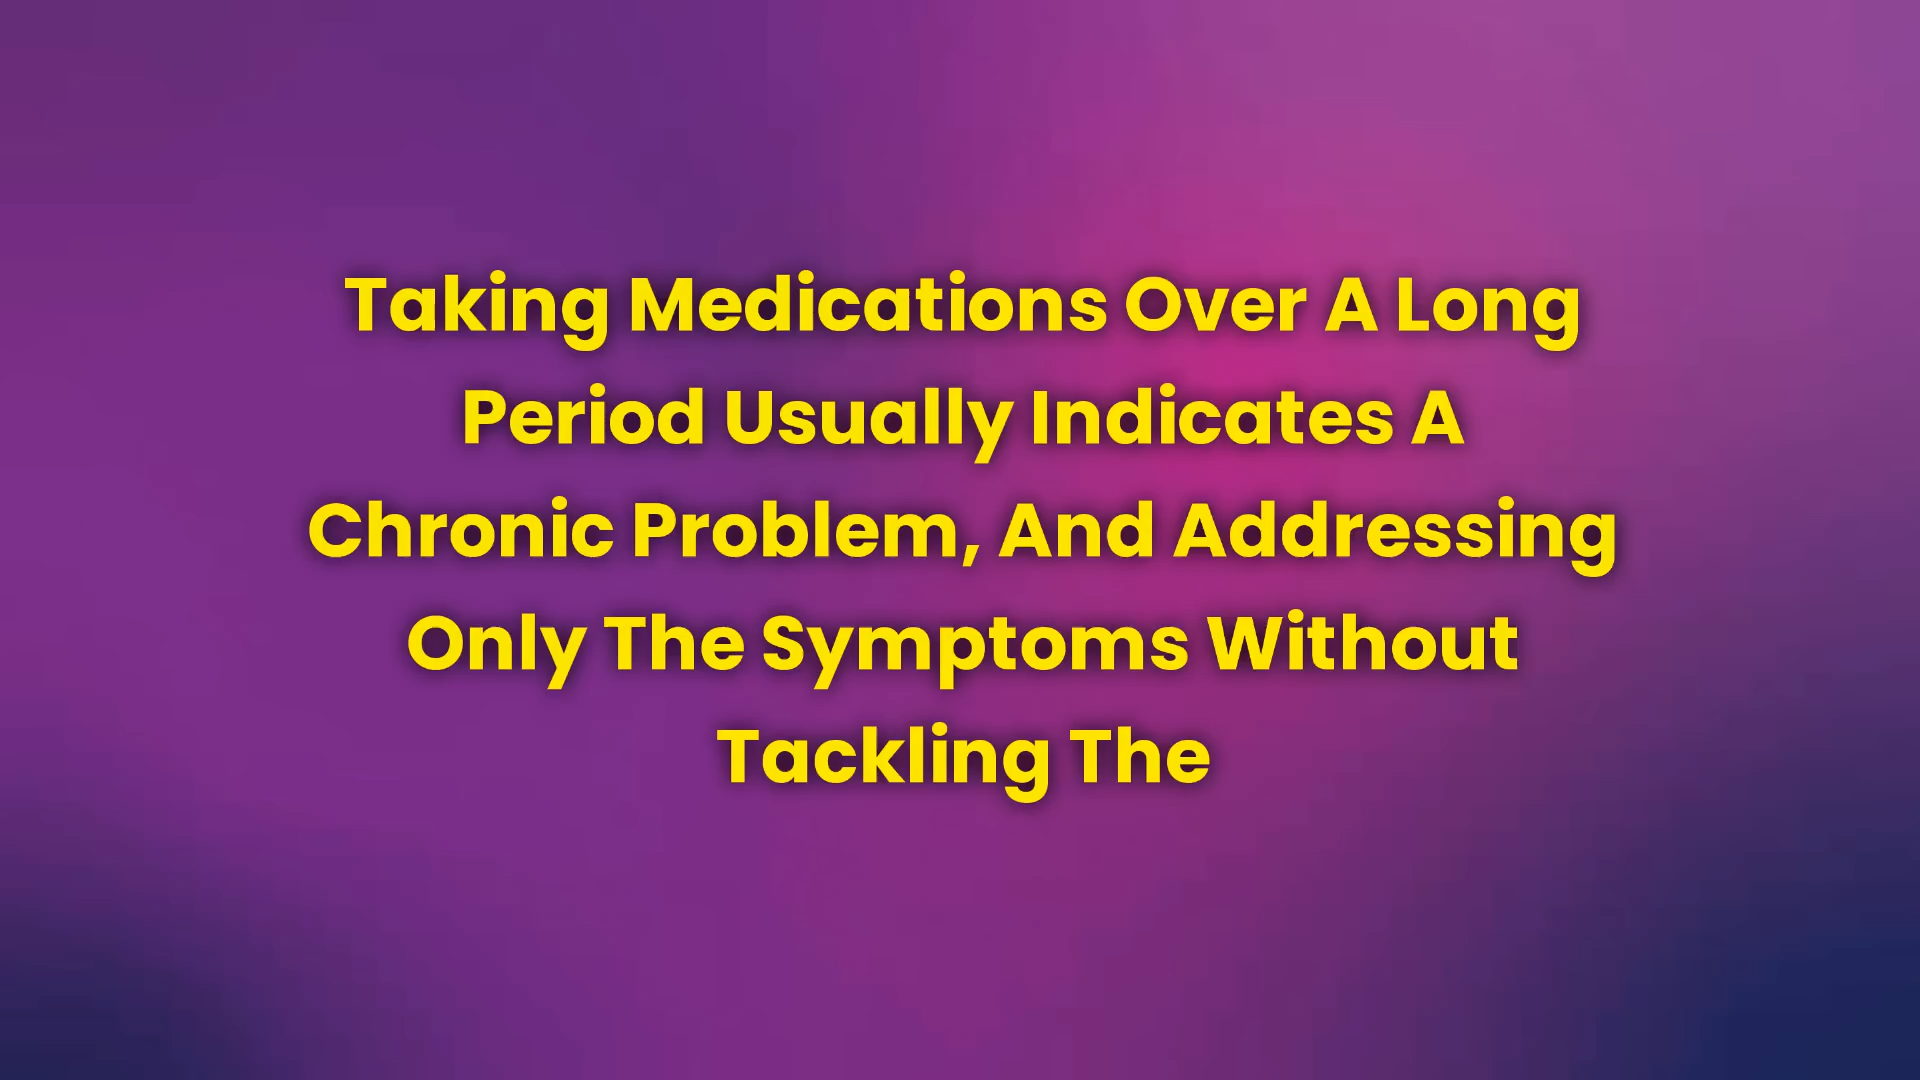 Taking Medications Over A Long
Period Usually Indicates A
Chronic Problem, And Addressing
Only The Symptoms Without
Tackling The